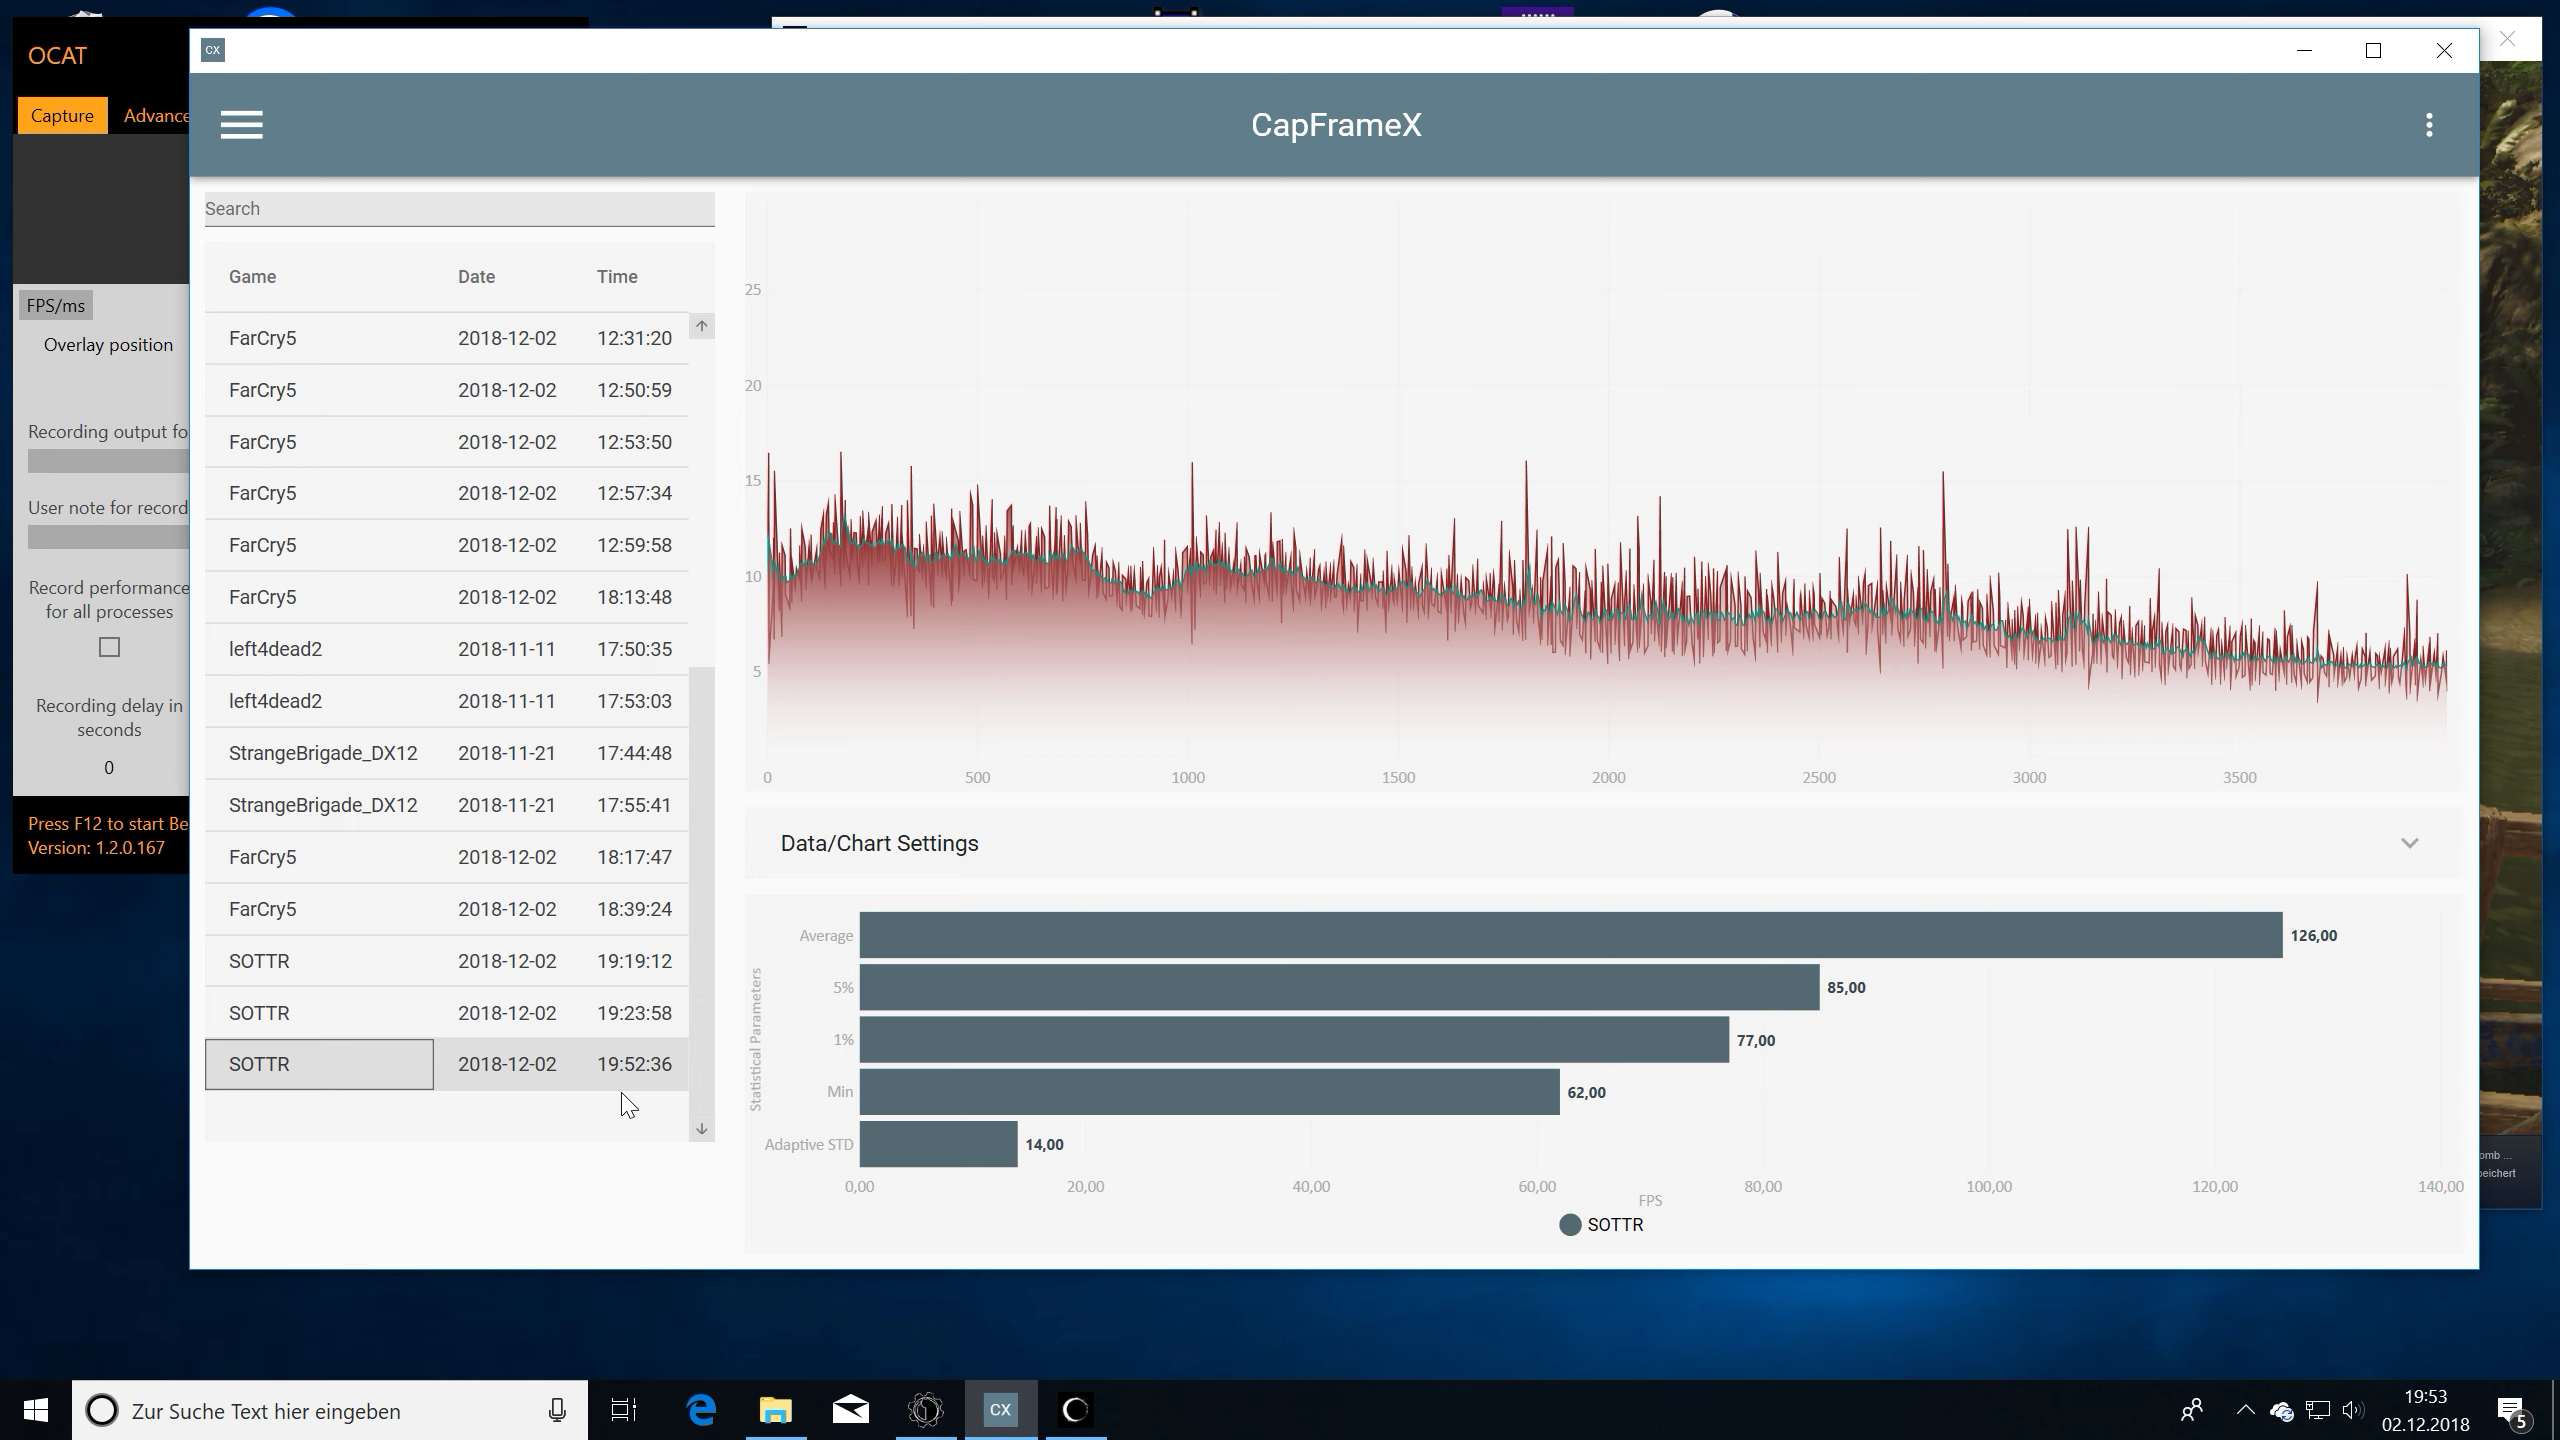 OCAT
Capture Advance
FPS/ms
Overlay position
Recording output fo
User note for record
Record performance
for all processes
Recording delay in
seconds
0
Press F12 to start Be
Version: 1.2.0.167
CX
CapFrameX
Search
Game Date Time
FarCry5 2018-12-02 12:31:20
FarCry5 2018-12-02 12:50:59
FarCry5 2018-12-02 12:53:50
FarCry5 2018-12-02 12:57:34
FarCry5 2018-12-02 12:59:58
FarCry5 2018-12-02 18:13:48
left4dead2 2018-11-11 17:50:35
left4dead2 2018-11-11 17:53:03
StrangeBrigade_DX12 2018-11-21 17:44:48
StrangeBrigade_DX12 2018-11-21 17:55:41
FarCry5 2018-12-02 18:17:47
FarCry5 2018-12-02 18:39:24
SOTTR 2018-12-02 19:19:12
SOTTR 2018-12-02 19:23:58
SOTTR 2018-12-02 19:52:36
25
20
15
10
5
0 500 1000 1500 2000 2500 3000 3500
Data/Chart Settings
Statistical Parameters
Average 126,00
5% 85,00
1% 77,00
Min 62,00
Adaptive STD 14,00
0,00 20,00 40,00 60,00 80,00 100,00 120,00 140,00
FPS
SOTTR
omb ...
peichert
Zur Suche Text hier eingeben
CX
19:53
02.12.2018
5